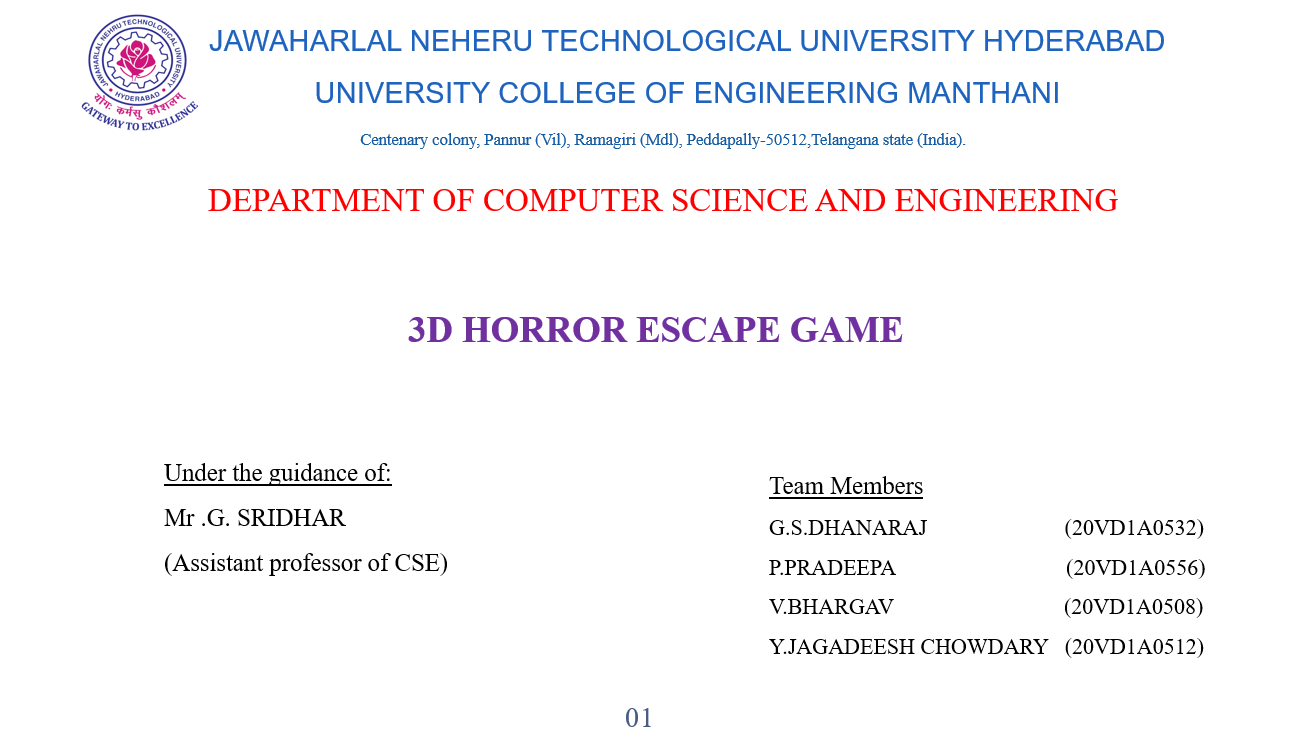 JAWAHARLAL NEHRU TECHNOLOGICAL UNIVERSITY
HYDERABAD
योगः कर्मसु कौशलम्
GATEWAY TO EXCELLENCE
JAWAHARLAL NEHERU TECHNOLOGICAL UNIVERSITY HYDERABAD
UNIVERSITY COLLEGE OF ENGINEERING MANTHANI
Centenary colony, Pannur (Vil), Ramagiri (Mdl), Peddapally-50512,Telangana state (India).
DEPARTMENT OF COMPUTER SCIENCE AND ENGINEERING
3D HORROR ESCAPE GAME
Under the guidance of:
Mr .G. SRIDHAR
(Assistant professor of CSE)
Team Members
G.S.DHANARAJ (20VD1A0532)
P.PRADEEPA (20VD1A0556)
V.BHARGAV (20VD1A0508)
Y.JAGADEESH CHOWDARY (20VD1A0512)
01